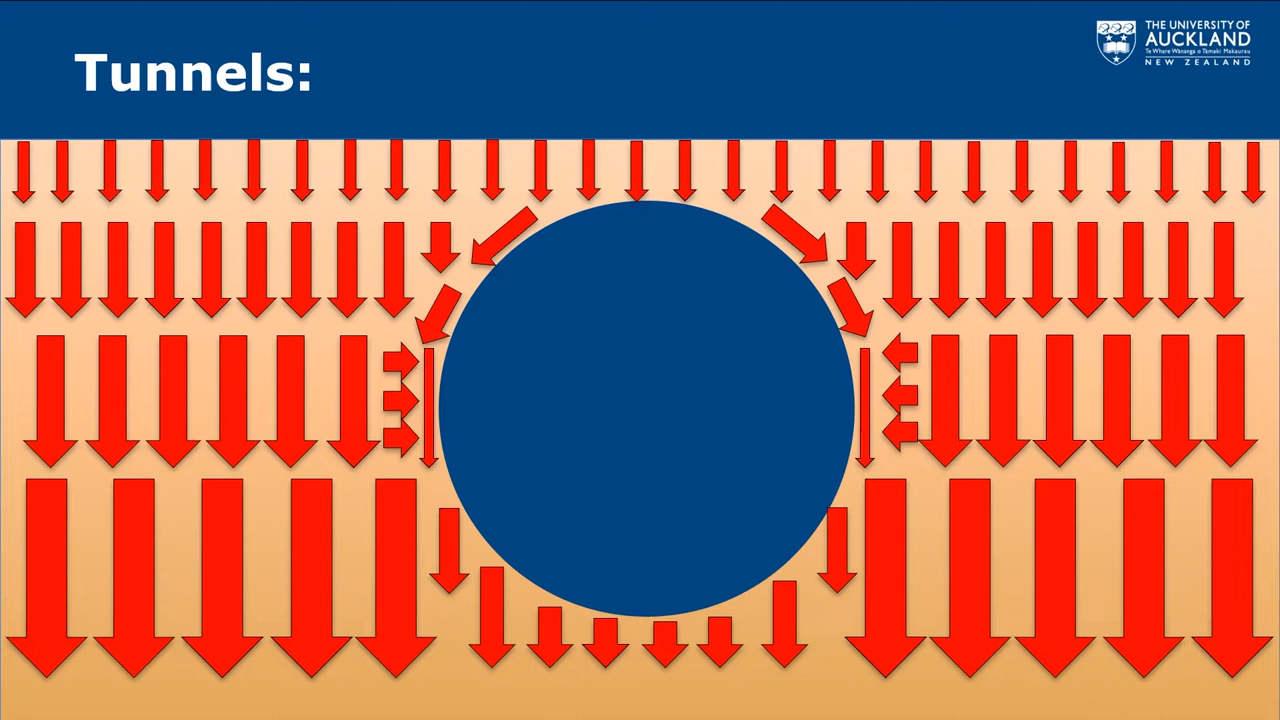 Tunnels:
THE UNIVERSITY OF
AUCKLAND
Te Whare Wānanga o Tāmaki Makaurau
NEW ZEALAND